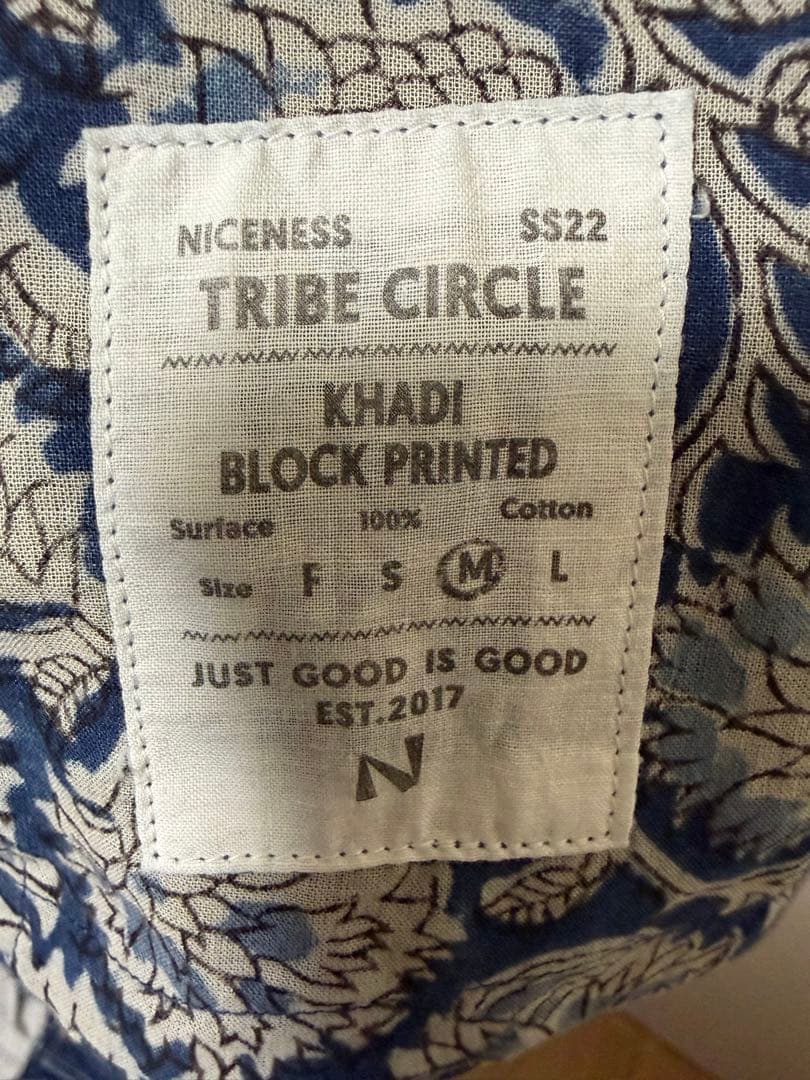 NICENESS SS22
TRIBE CIRCLE
KHADI
BLOCK PRINTED
Surface 100% Cotton
Size F S M L
JUST GOOD IS GOOD
EST.2017
N